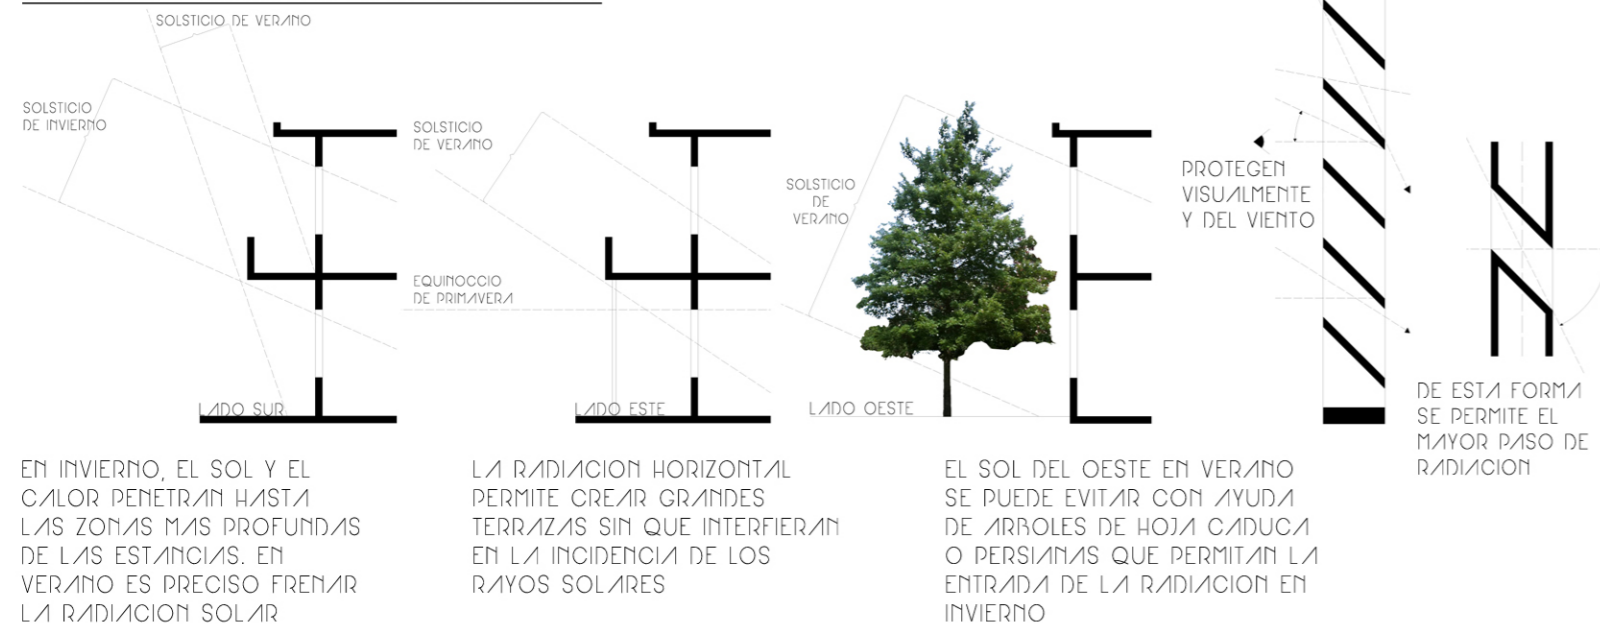 SOLSTICIO DE VERANO
SOLSTICIO
DE INVIERNO
LADO SUR
EN INVIERNO, EL SOL Y EL
CALOR PENETRAN HASTA
LAS ZONAS MAS PROFUNDAS
DE LAS ESTANCIAS. EN
VERANO ES PRECISO FRENAR
LA RADIACION SOLAR
SOLSTICIO
DE VERANO
EQUINOCCIO
DE PRIMAVERA
LADO ESTE
LA RADIACION HORIZONTAL
PERMITE CREAR GRANDES
TERRAZAS SIN QUE INTERFIERAN
EN LA INCIDENCIA DE LOS
RAYOS SOLARES
SOLSTICIO
DE
VERANO
LADO OESTE
EL SOL DEL OESTE EN VERANO
SE PUEDE EVITAR CON AYUDA
DE ARBOLES DE HOJA CADUCA
O PERSIANAS QUE PERMITAN LA
ENTRADA DE LA RADIACION EN
INVIERNO
PROTEGEN
VISUALMENTE
Y DEL VIENTO
DE ESTA FORMA
SE PERMITE EL
MAYOR PASO DE
RADIACION